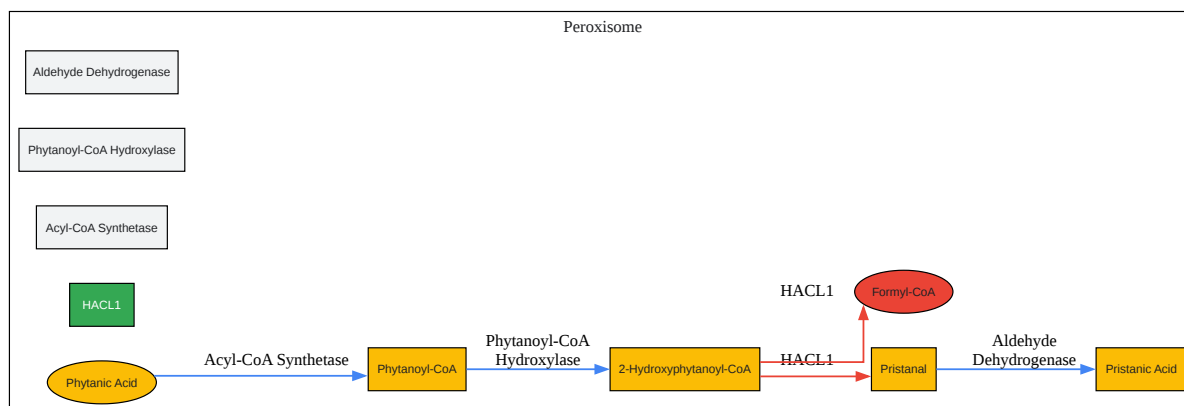 Peroxisome
Aldehyde Dehydrogenase
Phytanoyl-CoA Hydroxylase
Acyl-CoA Synthetase
HACL1
HACL1
Formyl-CoA
Phytanic Acid
Acyl-CoA Synthetase
Phytanoyl-CoA
Phytanoyl-CoA
Hydroxylase
2-Hydroxyphytanoyl-CoA
HACL1
Pristanal
Aldehyde
Dehydrogenase
Pristanic Acid